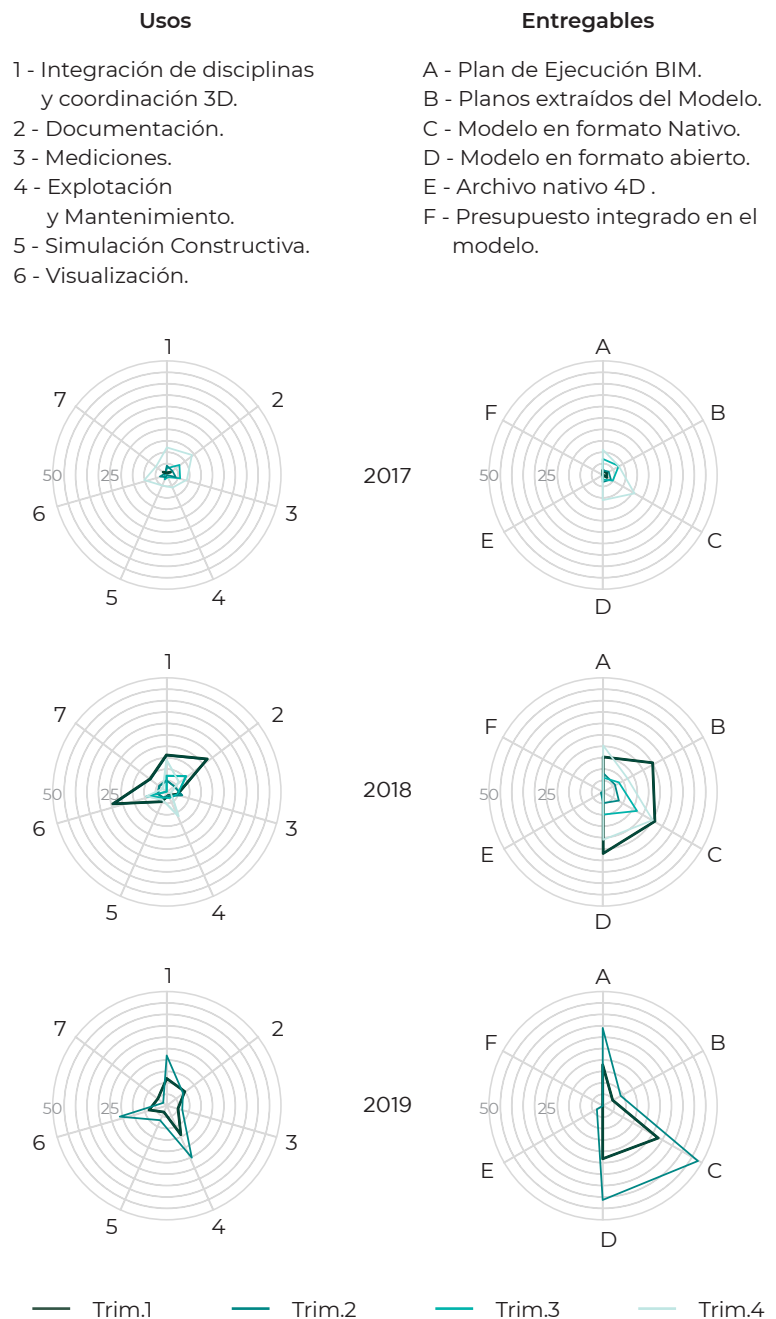 Usos
1 - Integración de disciplinas
y coordinación 3D.
2 - Documentación.
3 - Mediciones.
4 - Explotación
y Mantenimiento.
5 - Simulación Constructiva.
6 - Visualización.
Entregables
A - Plan de Ejecución BIM.
B - Planos extraídos del Modelo.
C - Modelo en formato Nativo.
D - Modelo en formato abierto.
E - Archivo nativo 4D .
F - Presupuesto integrado en el
modelo.
1
7
2
50
25
6
3
5
4
2017
A
F
B
50
25
E
C
D
1
7
2
50
25
6
3
5
4
2018
A
F
B
50
25
E
C
D
1
7
2
50
25
6
3
5
4
2019
A
F
B
50
25
E
C
D
Trim.1
Trim.2
Trim.3
Trim.4